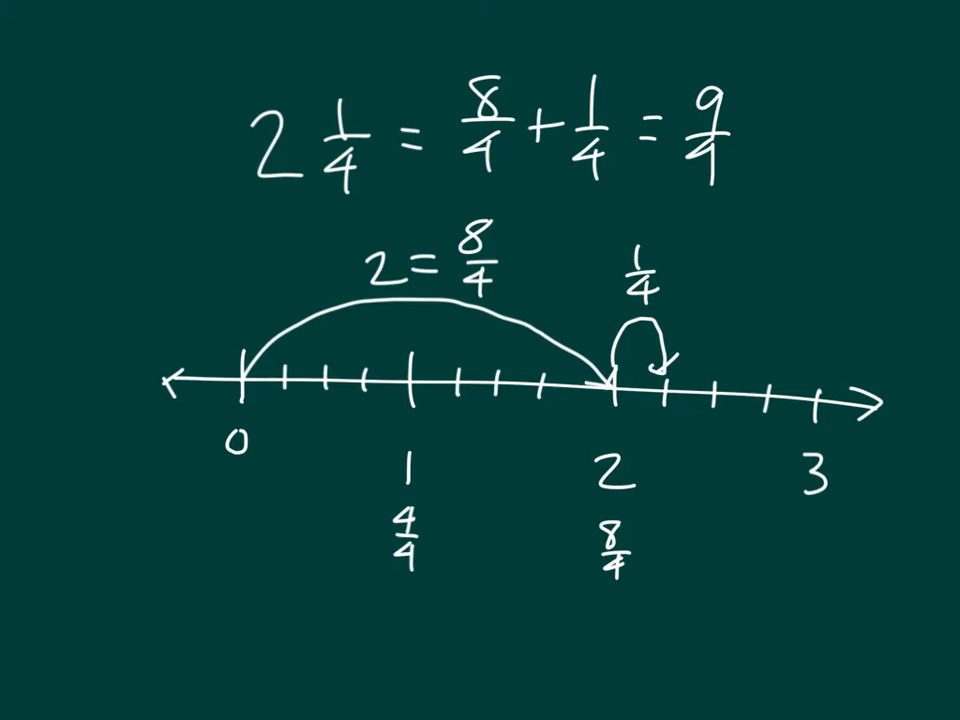 2 1/4 = 8/4 + 1/4 = 9/4
2 = 8/4
1/4
0 1 2 3
4/4 8/4